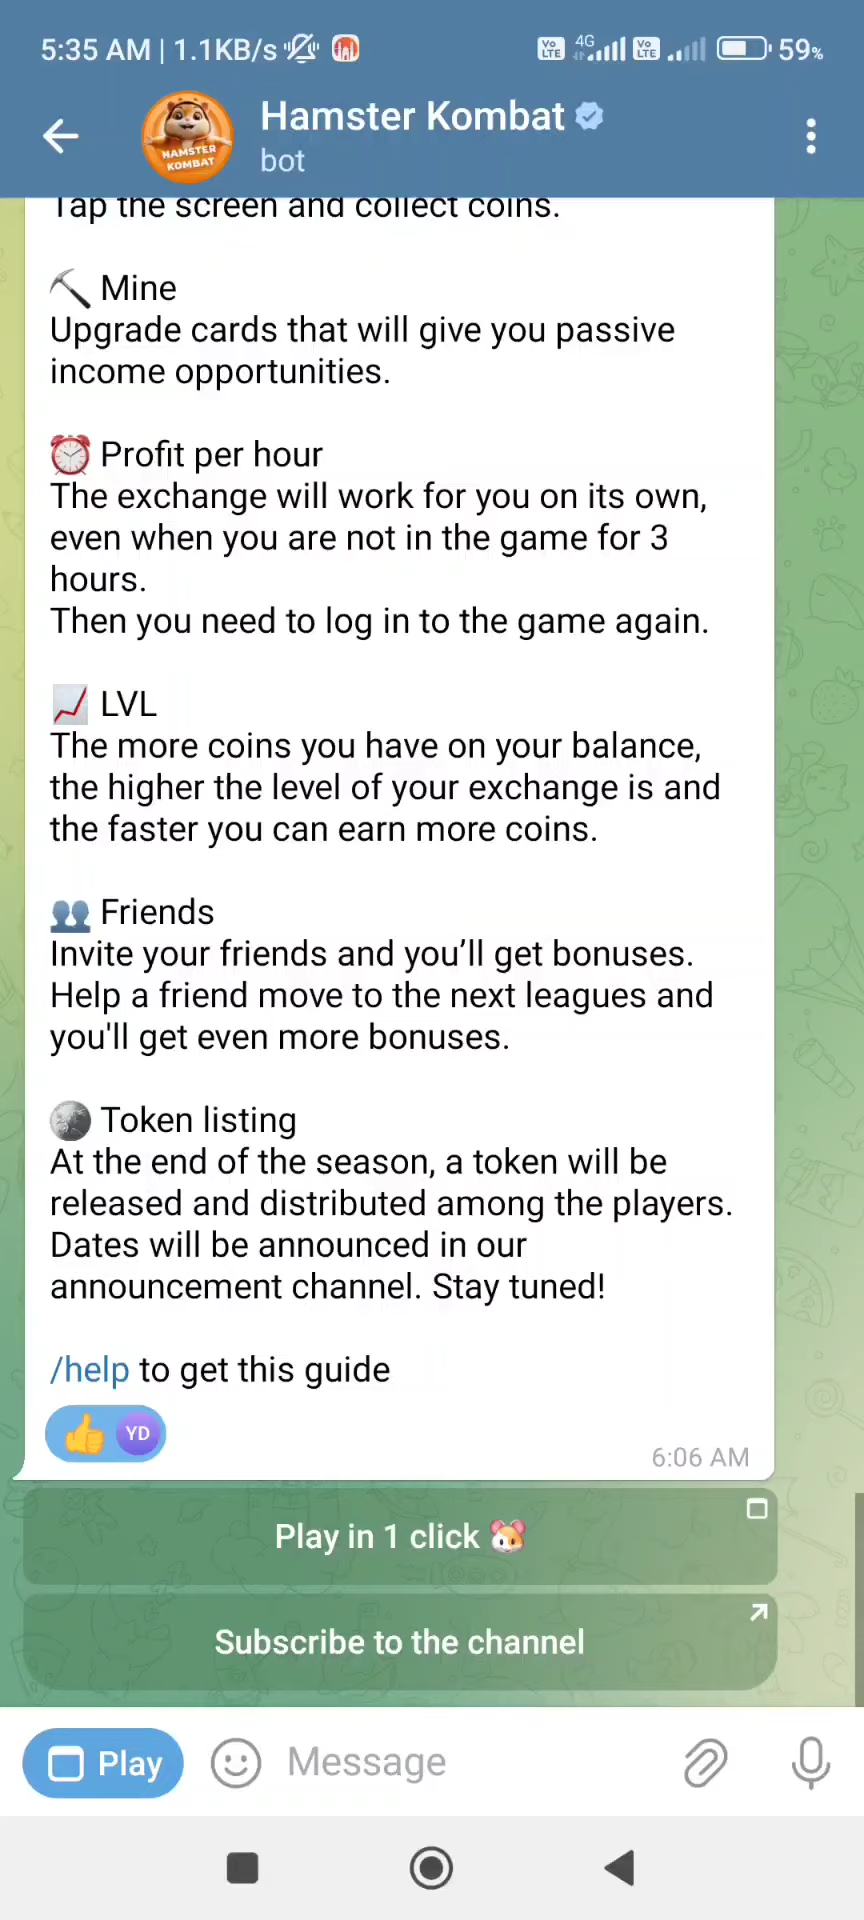 5:35 AM | 1.1KB/s Vo LTE 4G Vo LTE 59%
Hamster Kombat
HAMSTER KOMBAT
bot
Tap the screen and collect coins.
Mine
Upgrade cards that will give you passive
income opportunities.
Profit per hour
The exchange will work for you on its own,
even when you are not in the game for 3
hours.
Then you need to log in to the game again.
LVL
The more coins you have on your balance,
the higher the level of your exchange is and
the faster you can earn more coins.
Friends
Invite your friends and you’ll get bonuses.
Help a friend move to the next leagues and
you'll get even more bonuses.
Token listing
At the end of the season, a token will be
released and distributed among the players.
Dates will be announced in our
announcement channel. Stay tuned!
/help to get this guide
YD
6:06 AM
Play in 1 click
Subscribe to the channel
Play Message